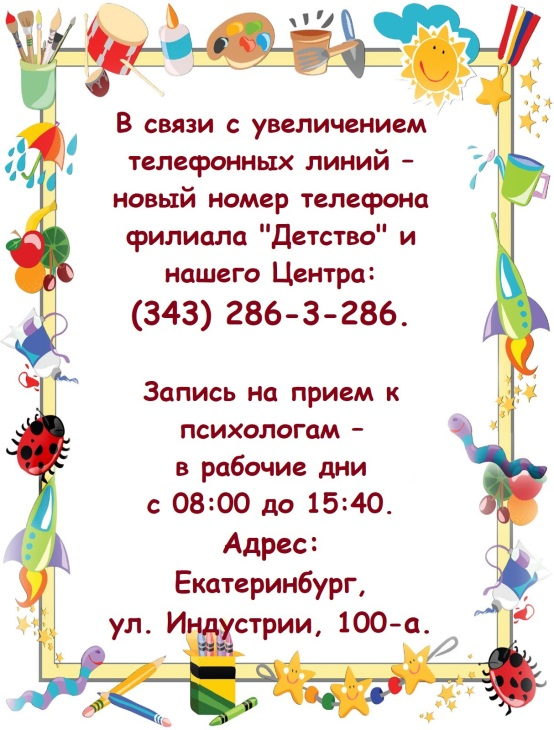 В связи с увеличением
телефонных линий –
новый номер телефона
филиала "Детство" и
нашего Центра:
(343) 286-3-286.
Запись на прием к
психологам –
в рабочие дни
с 08:00 до 15:40.
Адрес:
Екатеринбург,
ул. Индустрии, 100-а.